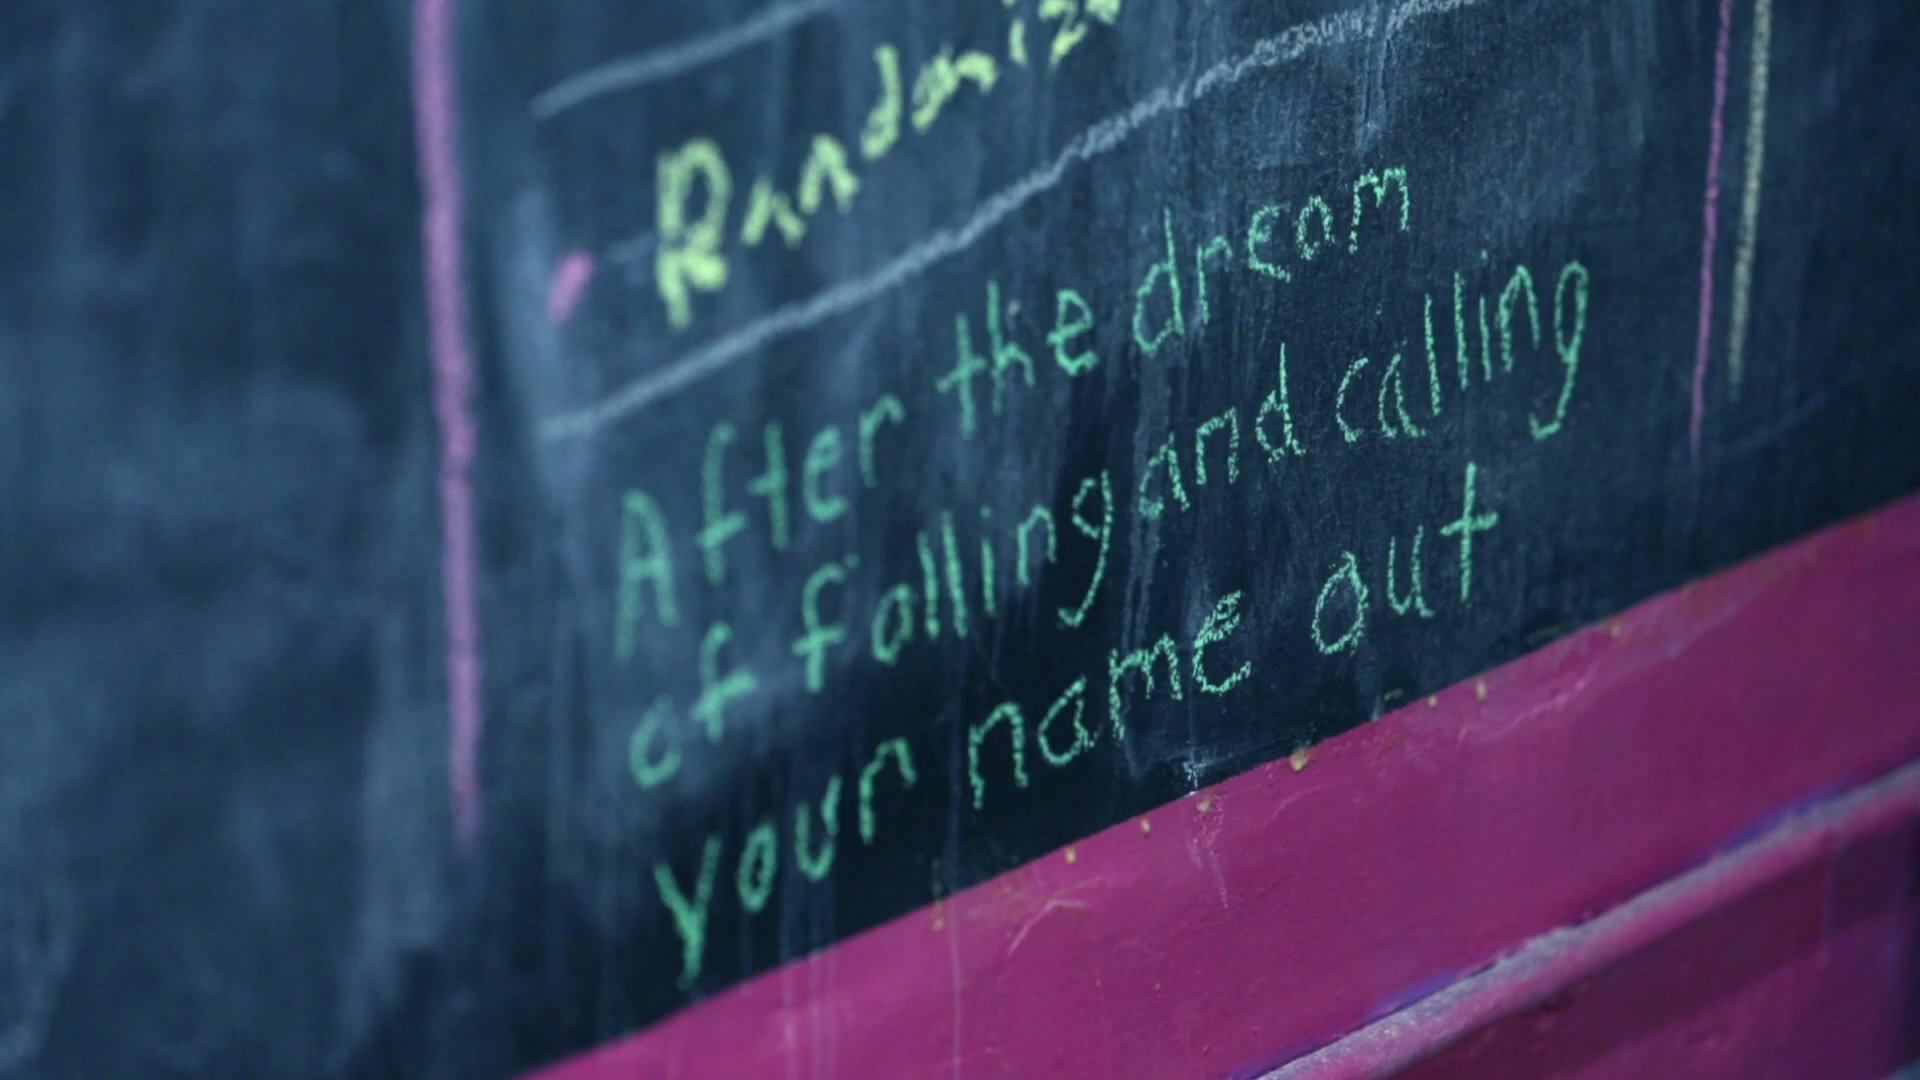 After the dream
of falling and calling
your name out